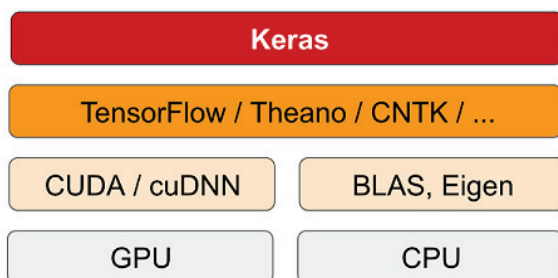 Keras
TensorFlow / Theano / CNTK / ...
CUDA / cuDNN
BLAS, Eigen
GPU
CPU